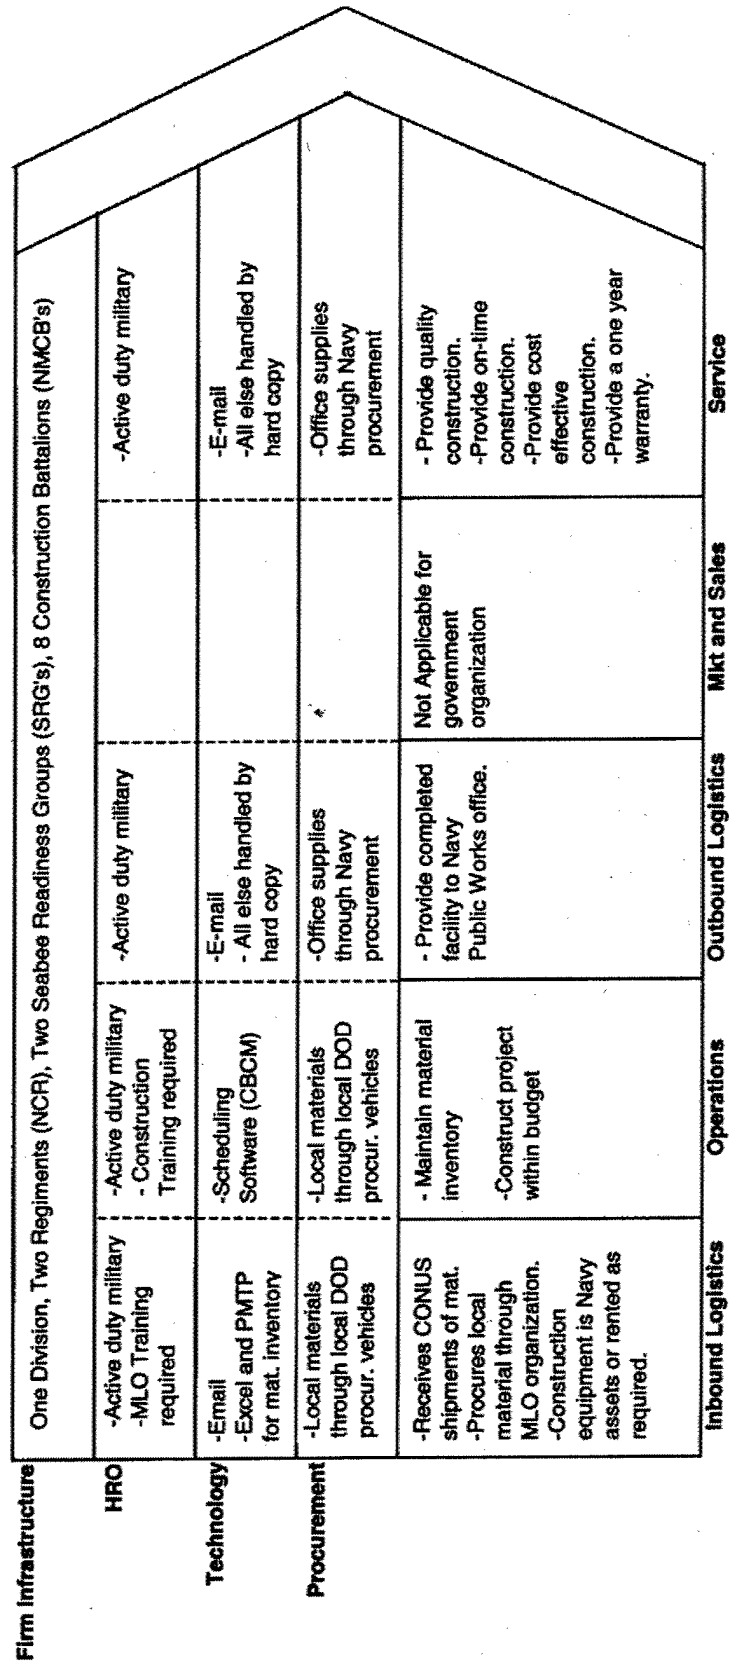 Firm Infrastructure
One Division, Two Regiments (NCR), Two Seabee Readiness Groups (SRG's), 8 Construction Battalions (NMCB's)
HRO
-Active duty military
-MLO Training
required
-Active duty military
- Construction
Training required
-Active duty military
-Active duty military
Technology
-Email
-Excel and PMTP
for mat. inventory
-Scheduling
Software (CBCM)
-E-mail
- All else handled by
hard copy
-E-mail
-All else handled by
hard copy
Procurement
-Local materials
through local DOD
procur. vehicles
-Local materials
through local DOD
procur. vehicles
-Office supplies
through Navy
procurement
-Office supplies
through Navy
procurement
-Receives CONUS
shipments of mat.
-Procures local
material through
MLO organization.
-Construction
equipment is Navy
assets or rented as
required.
- Maintain material
inventory
-Construct project
within budget
- Provide completed
facility to Navy
Public Works office.
Not Applicable for
government
organization
- Provide quality
construction.
-Provide on-time
construction.
-Provide cost
effective
construction.
-Provide a one year
warranty.
Inbound Logistics
Operations
Outbound Logistics
Mkt and Sales
Service